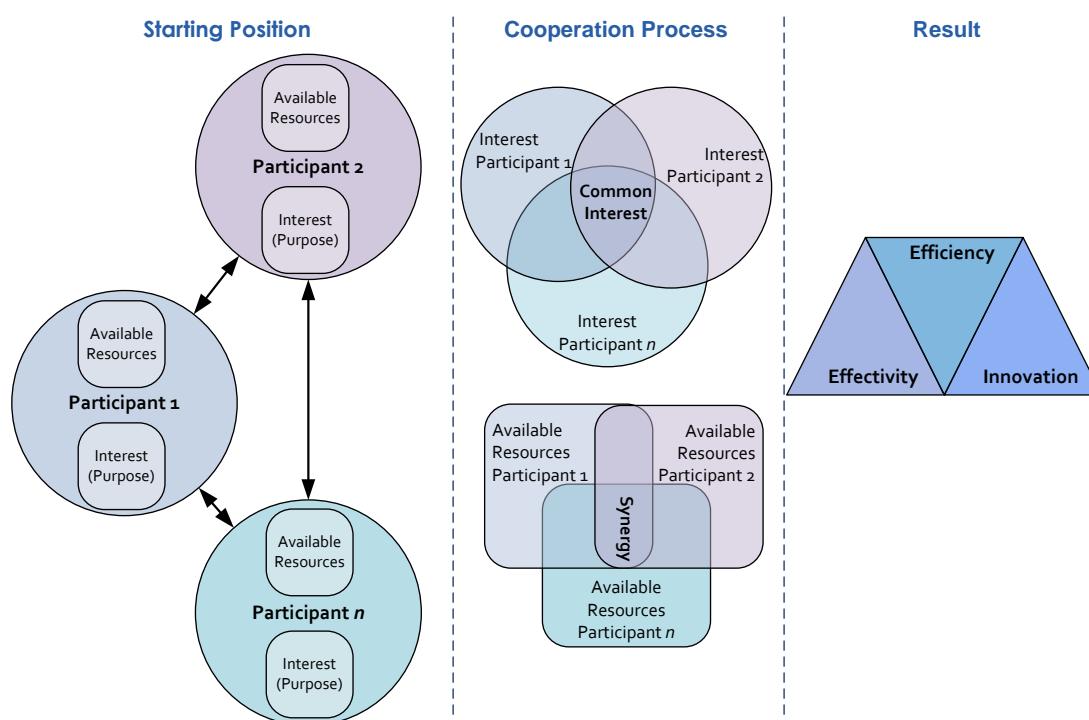 Starting Position
Available
Resources
Participant 2
Interest
(Purpose)
Available
Resources
Participant 1
Interest
(Purpose)
Available
Resources
Participant n
Interest
(Purpose)
Cooperation Process
Interest
Participant 1
Interest
Participant 2
Common
Interest
Interest
Participant n
Available
Resources
Participant 1
Available
Resources
Participant 2
Synergy
Available
Resources
Participant n
Result
Efficiency
Effectivity
Innovation